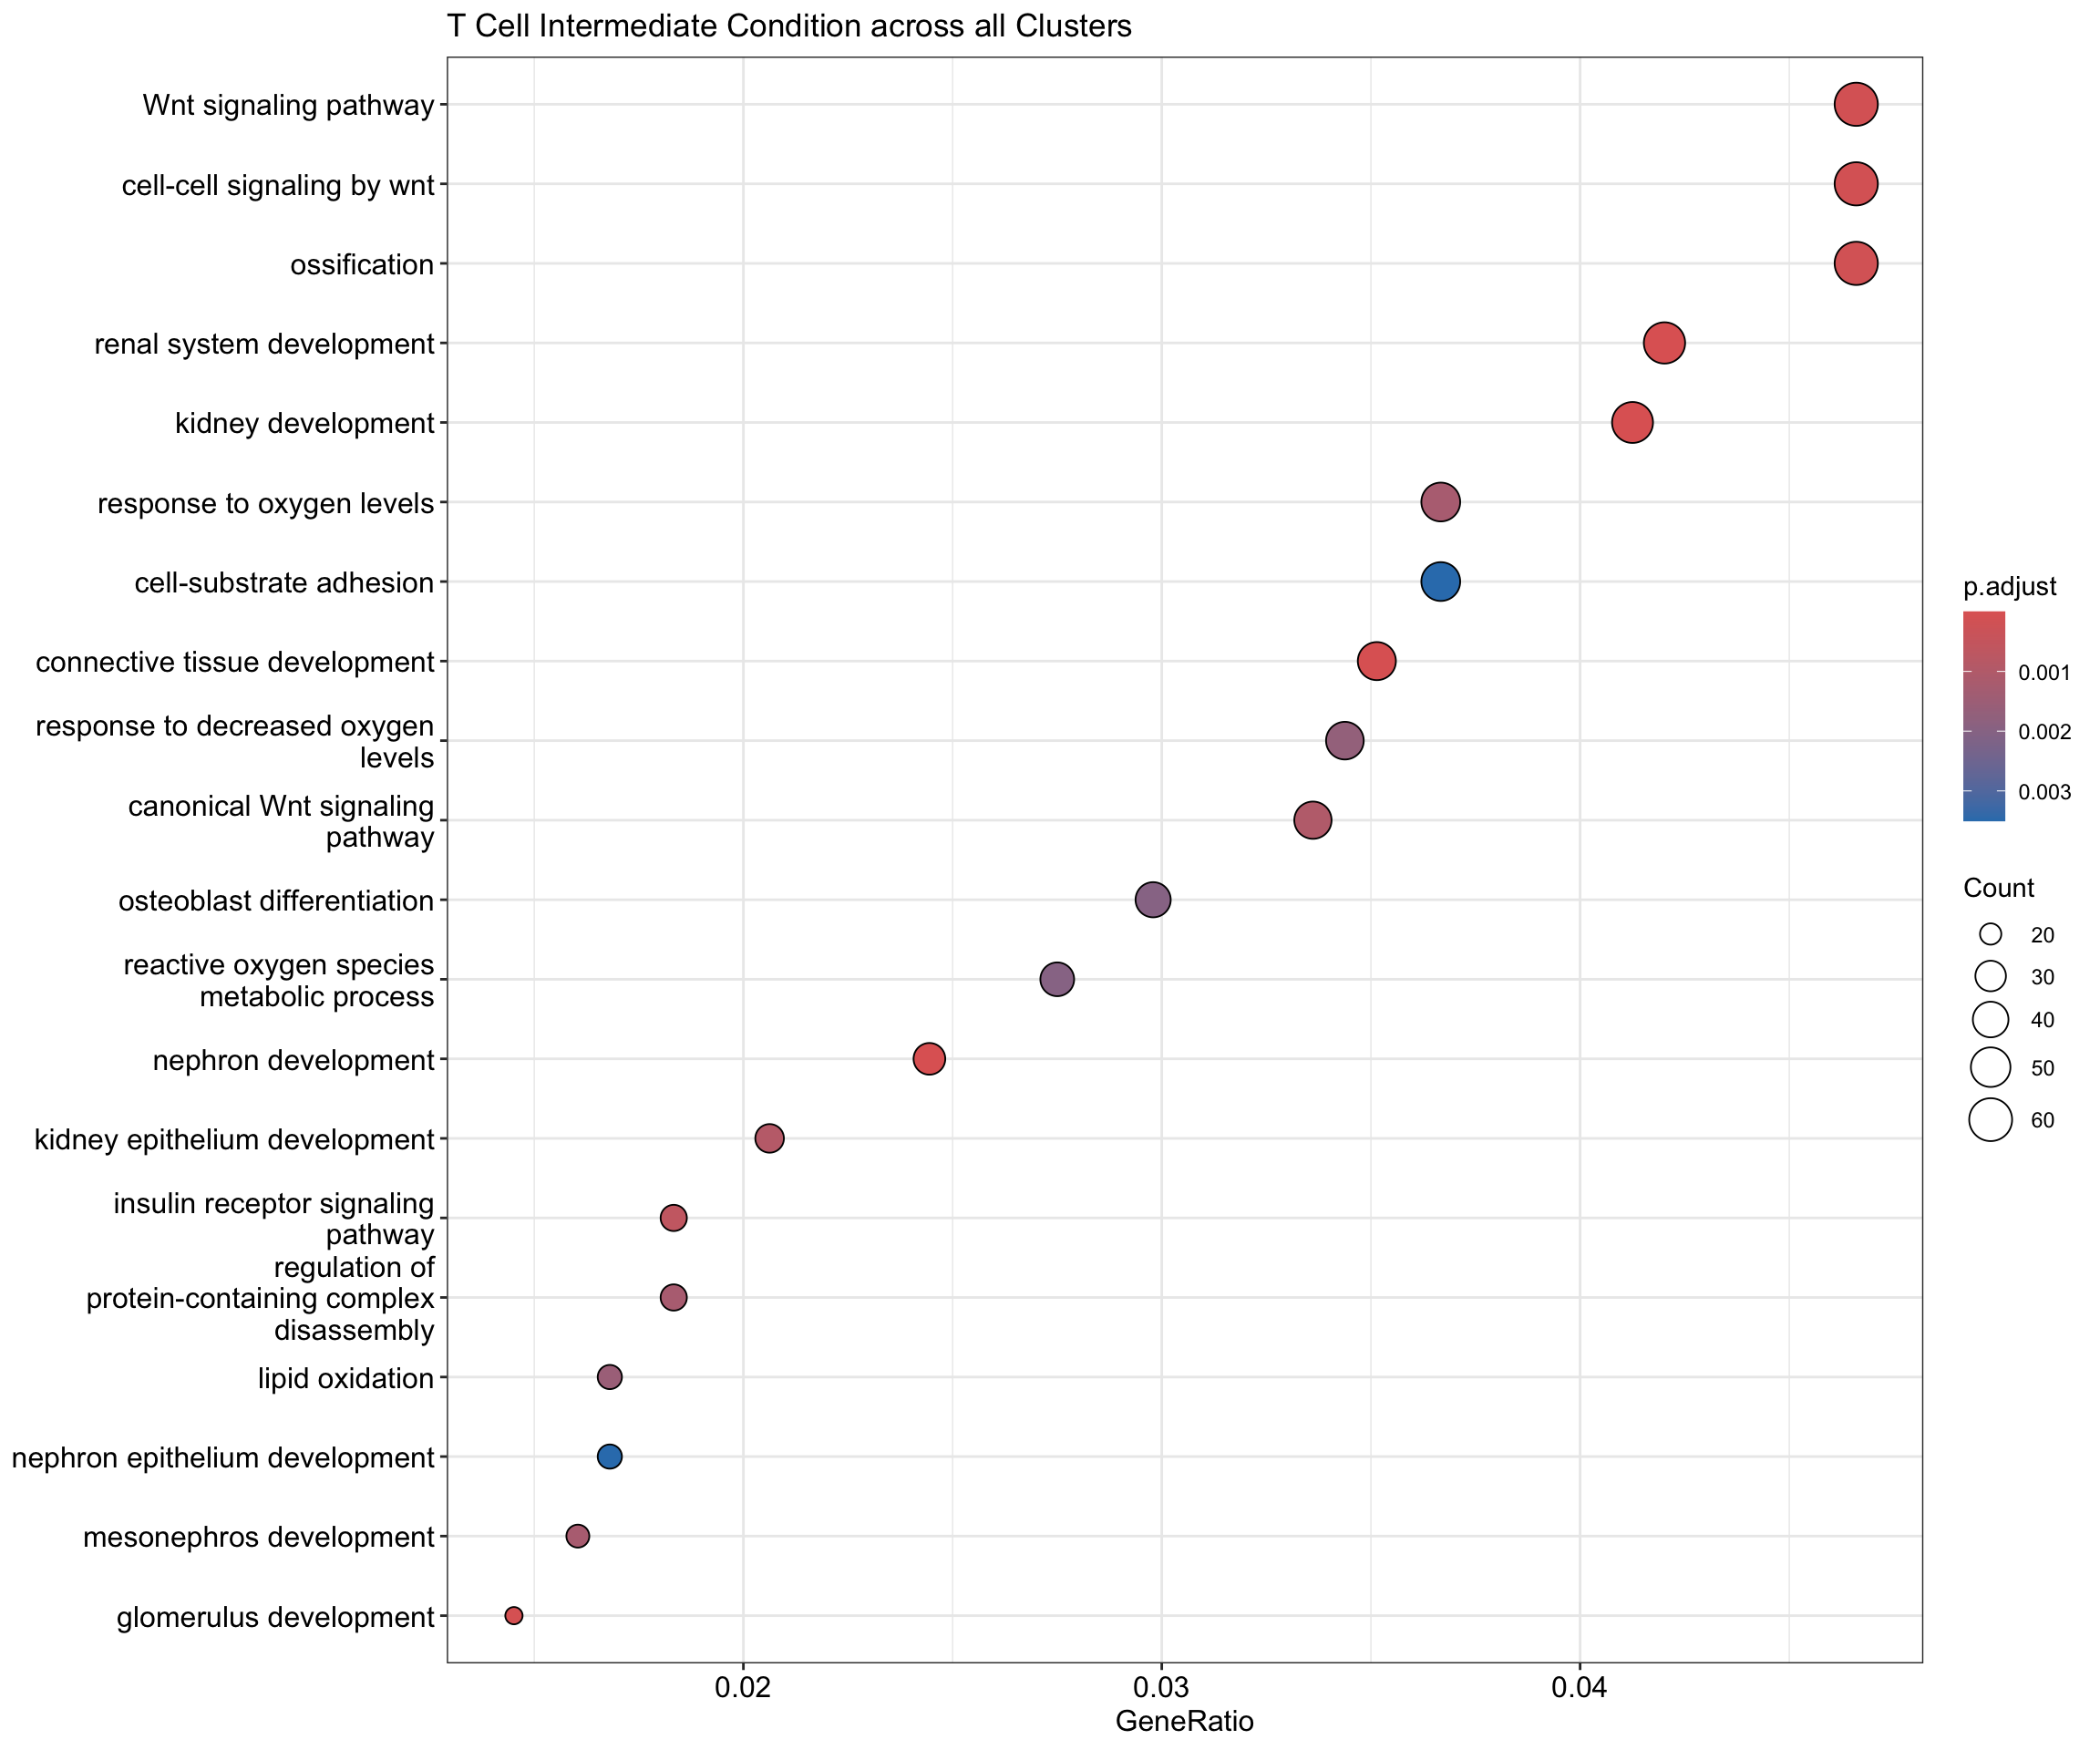 T Cell Intermediate Condition across all Clusters
Wnt signaling pathway
cell-cell signaling by wnt
ossification
renal system development
kidney development
response to oxygen levels
cell-substrate adhesion
connective tissue development
response to decreased oxygen
levels
canonical Wnt signaling
pathway
osteoblast differentiation
reactive oxygen species
metabolic process
nephron development
kidney epithelium development
insulin receptor signaling
pathway
regulation of
protein-containing complex
disassembly
lipid oxidation
nephron epithelium development
mesonephros development
glomerulus development
0.02
0.03
0.04
GeneRatio
p.adjust
0.001
0.002
0.003
Count
20
30
40
50
60